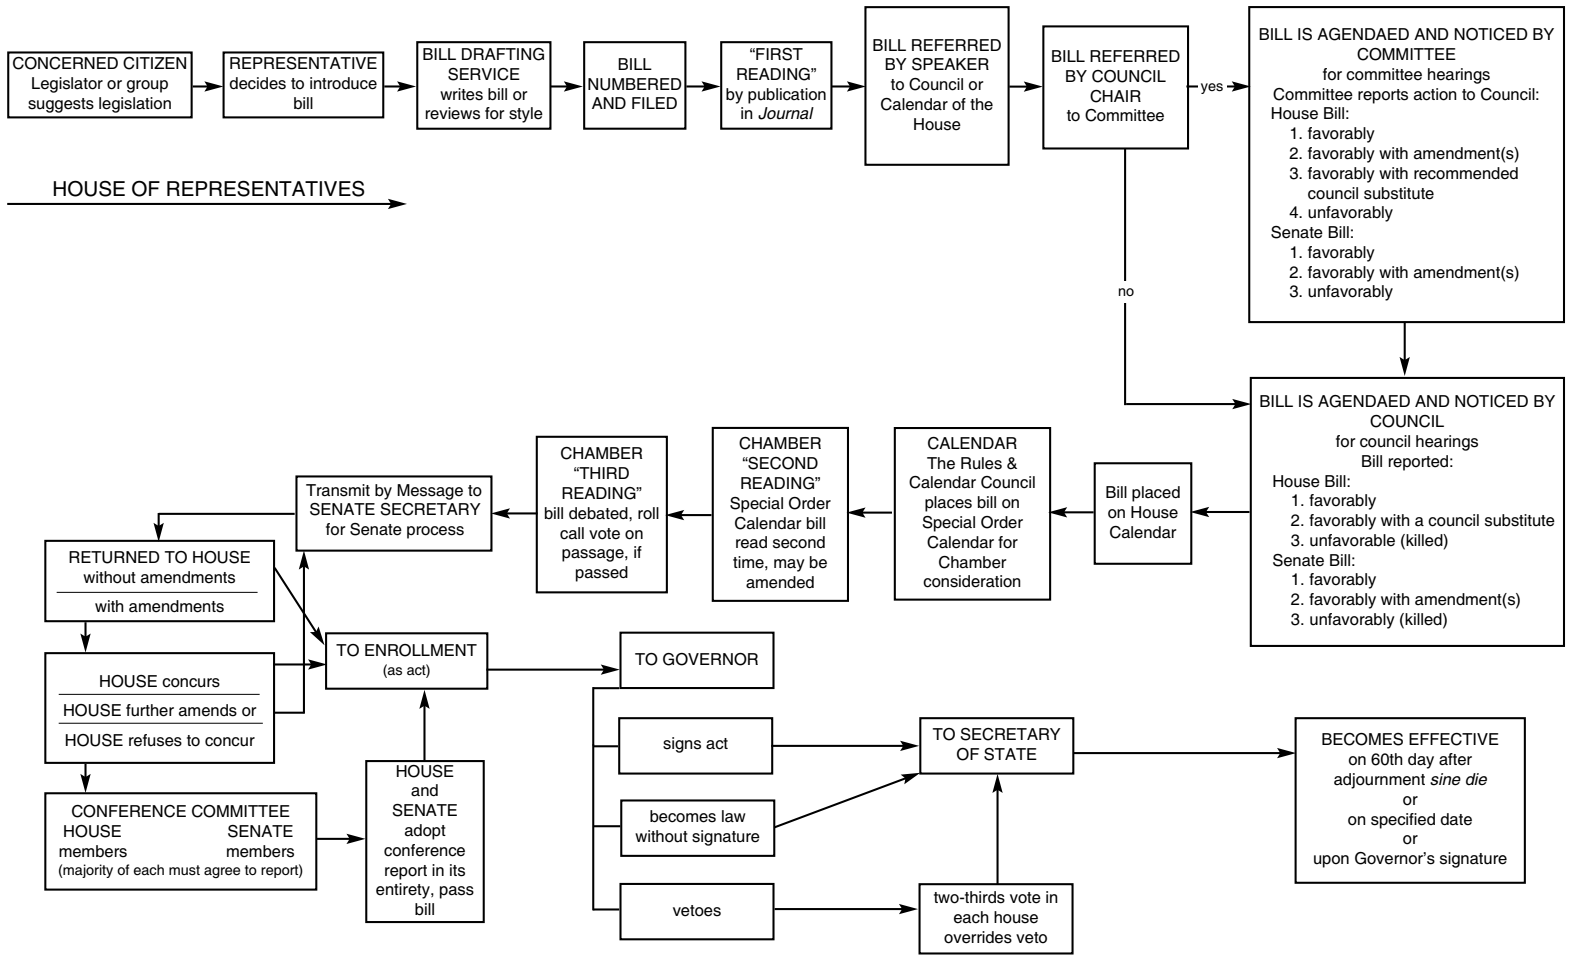 CONCERNED CITIZEN
Legislator or group
suggests legislation
REPRESENTATIVE
decides to introduce
bill
BILL DRAFTING
SERVICE
writes bill or
reviews for style
BILL
NUMBERED
AND FILED
“FIRST
READING”
by publication
in Journal
BILL REFERRED
BY SPEAKER
to Council or
Calendar of the
House
BILL REFERRED
BY COUNCIL
CHAIR
to Committee
yes
no
BILL IS AGENDAED AND NOTICED BY
COMMITTEE
for committee hearings
Committee reports action to Council:
House Bill:
1. favorably
2. favorably with amendment(s)
3. favorably with recommended
council substitute
4. unfavorably
Senate Bill:
1. favorably
2. favorably with amendment(s)
3. unfavorably
HOUSE OF REPRESENTATIVES
BILL IS AGENDAED AND NOTICED BY
COUNCIL
for council hearings
Bill reported:
House Bill:
1. favorably
2. favorably with a council substitute
3. unfavorable (killed)
Senate Bill:
1. favorably
2. favorably with amendment(s)
3. unfavorably (killed)
Bill placed
on House
Calendar
CALENDAR
The Rules &
Calendar Council
places bill on
Special Order
Calendar for
Chamber
consideration
CHAMBER
“SECOND
READING”
Special Order
Calendar bill
read second
time, may be
amended
CHAMBER
“THIRD
READING”
bill debated, roll
call vote on
passage, if
passed
Transmit by Message to
SENATE SECRETARY
for Senate process
RETURNED TO HOUSE
without amendments
with amendments
HOUSE concurs
HOUSE further amends or
HOUSE refuses to concur
CONFERENCE COMMITTEE
HOUSE SENATE
members members
(majority of each must agree to report)
HOUSE
and
SENATE
adopt
conference
report in its
entirety, pass
bill
TO ENROLLMENT
(as act)
TO GOVERNOR
signs act
becomes law
without signature
vetoes
TO SECRETARY
OF STATE
two-thirds vote in
each house
overrides veto
BECOMES EFFECTIVE
on 60th day after
adjournment sine die
or
on specified date
or
upon Governor’s signature